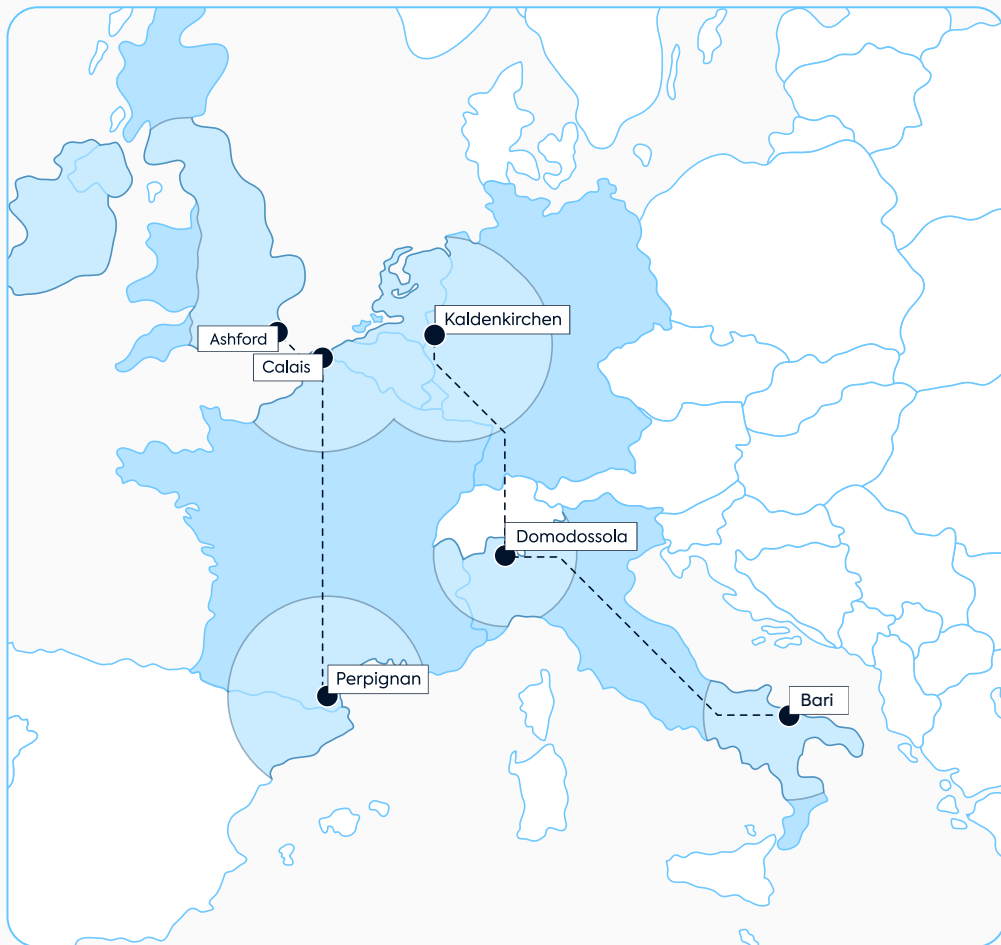 Kaldenkirchen
Ashford
Calais
Domodossola
Perpignan
Bari